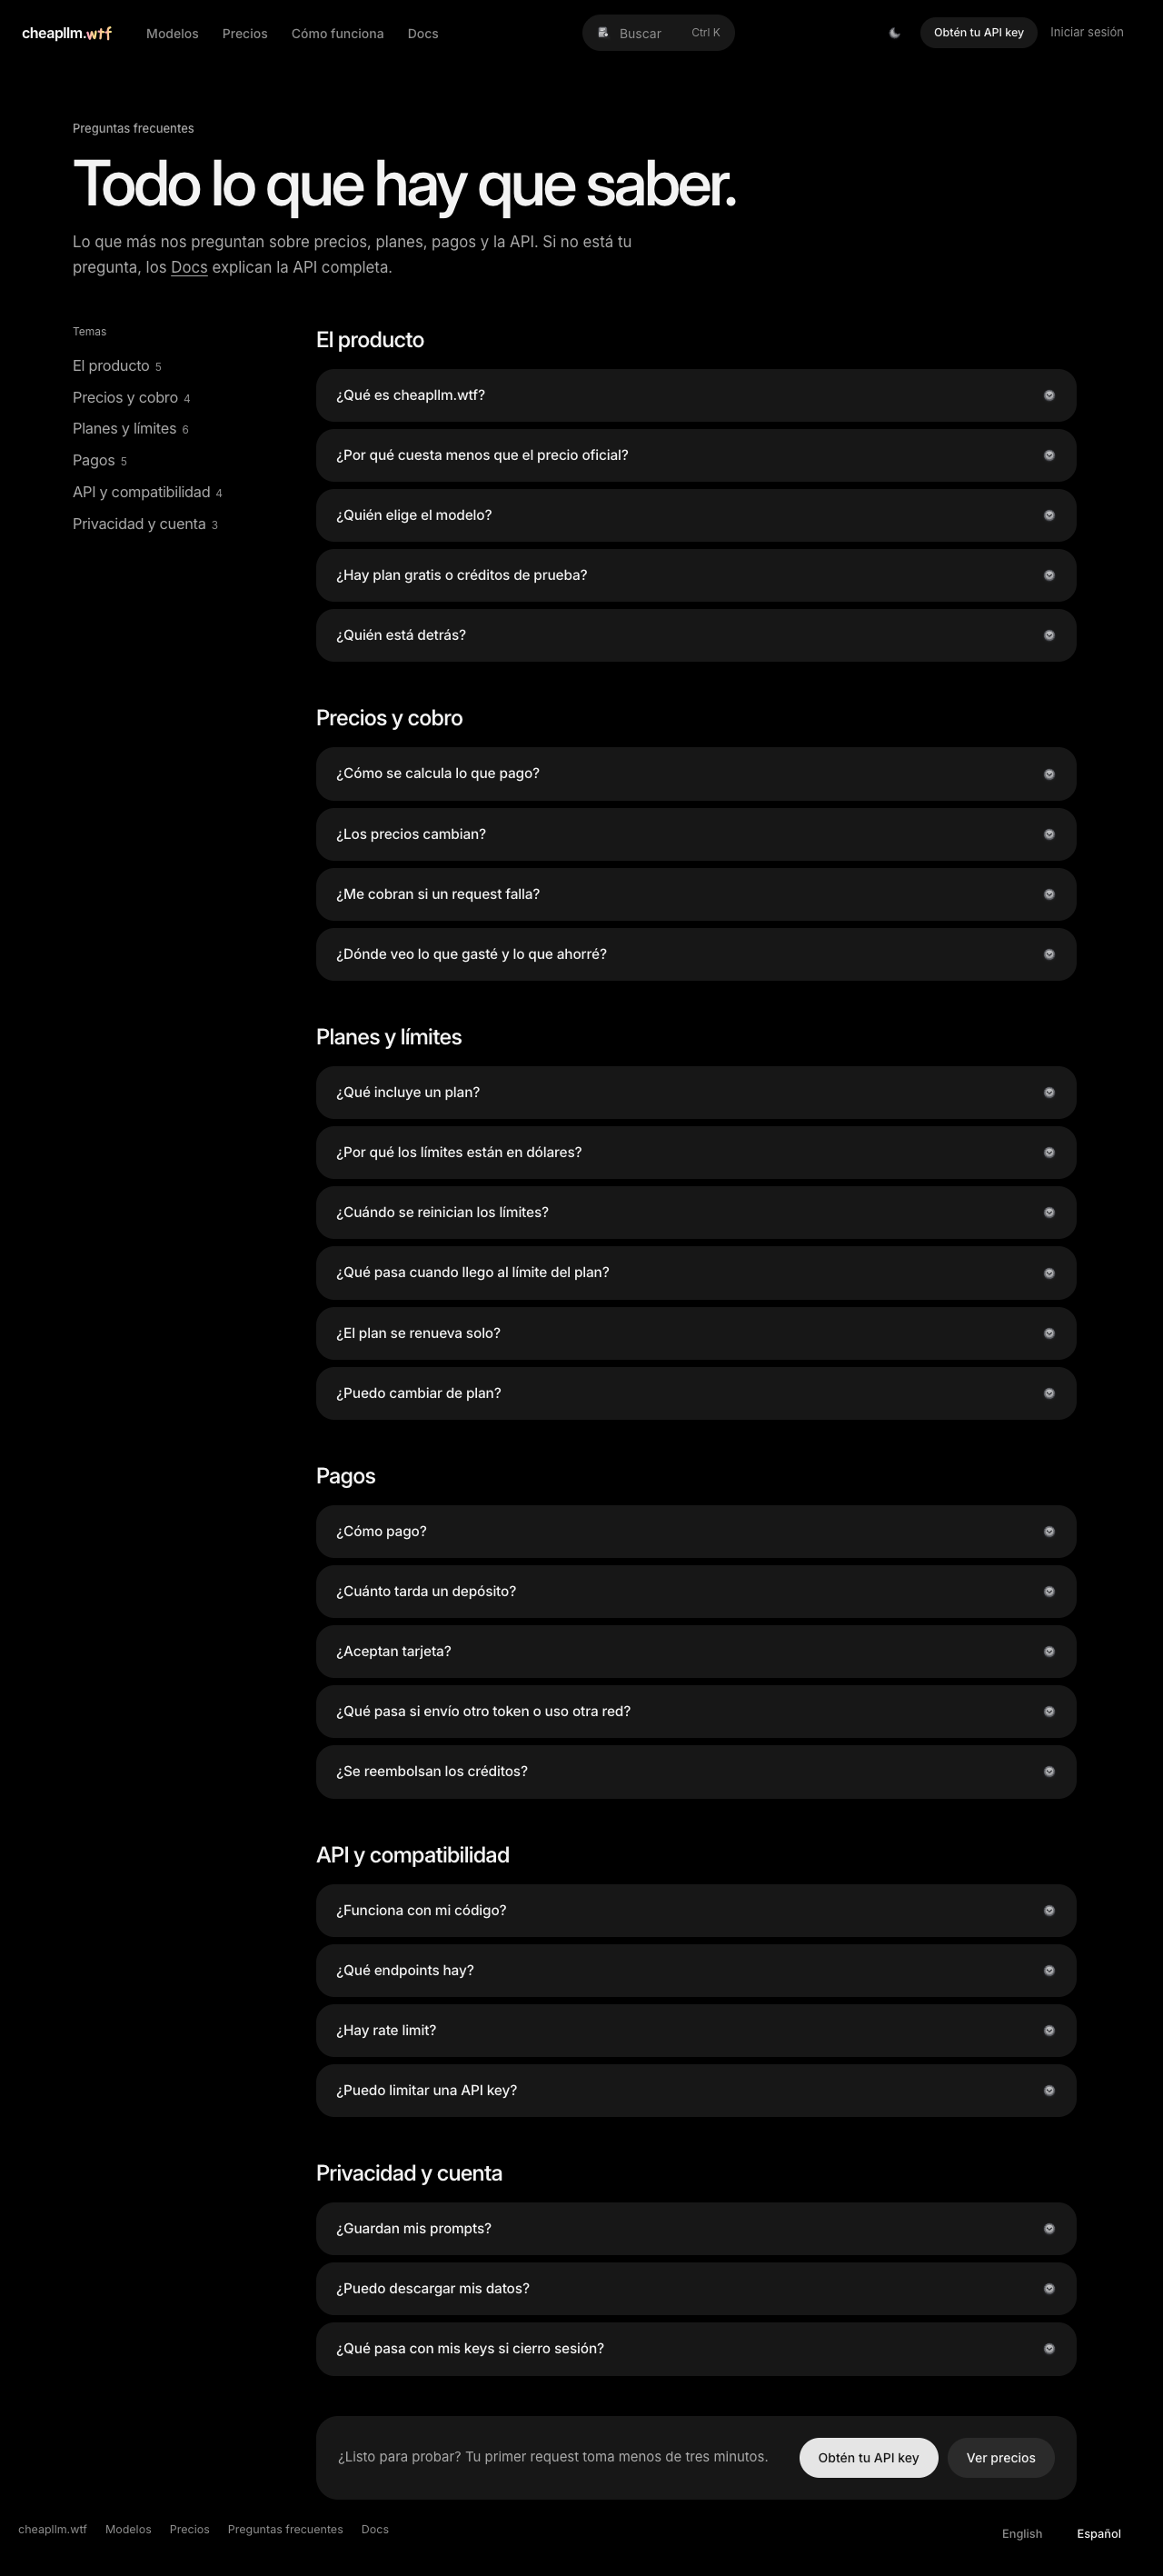 cheapllm.wtf
Modelos
Precios
Cómo funciona
Docs
Buscar
Ctrl K
Obtén tu API key
Iniciar sesión
Preguntas frecuentes
Todo lo que hay que saber.
Lo que más nos preguntan sobre precios, planes, pagos y la API. Si no está tu
pregunta, los Docs explican la API completa.
Temas
El producto 5
Precios y cobro 4
Planes y límites 6
Pagos 5
API y compatibilidad 4
Privacidad y cuenta 3
El producto
¿Qué es cheapllm.wtf?
¿Por qué cuesta menos que el precio oficial?
¿Quién elige el modelo?
¿Hay plan gratis o créditos de prueba?
¿Quién está detrás?
Precios y cobro
¿Cómo se calcula lo que pago?
¿Los precios cambian?
¿Me cobran si un request falla?
¿Dónde veo lo que gasté y lo que ahorré?
Planes y límites
¿Qué incluye un plan?
¿Por qué los límites están en dólares?
¿Cuándo se reinician los límites?
¿Qué pasa cuando llego al límite del plan?
¿El plan se renueva solo?
¿Puedo cambiar de plan?
Pagos
¿Cómo pago?
¿Cuánto tarda un depósito?
¿Aceptan tarjeta?
¿Qué pasa si envío otro token o uso otra red?
¿Se reembolsan los créditos?
API y compatibilidad
¿Funciona con mi código?
¿Qué endpoints hay?
¿Hay rate limit?
¿Puedo limitar una API key?
Privacidad y cuenta
¿Guardan mis prompts?
¿Puedo descargar mis datos?
¿Qué pasa con mis keys si cierro sesión?
¿Listo para probar? Tu primer request toma menos de tres minutos.
Obtén tu API key
Ver precios
cheapllm.wtf
Modelos
Precios
Preguntas frecuentes
Docs
English
Español